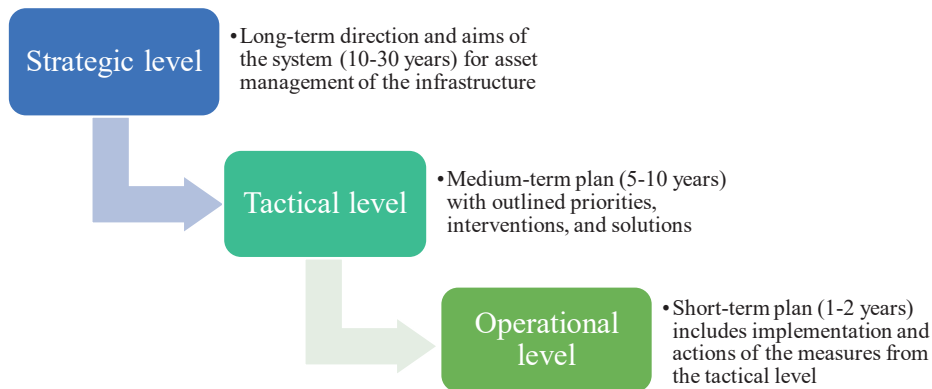 Strategic level
•Long-term direction and aims of
the system (10-30 years) for asset
management of the infrastructure
Tactical level
•Medium-term plan (5-10 years)
with outlined priorities,
interventions, and solutions
Operational
level
•Short-term plan (1-2 years)
includes implementation and
actions of the measures from
the tactical level